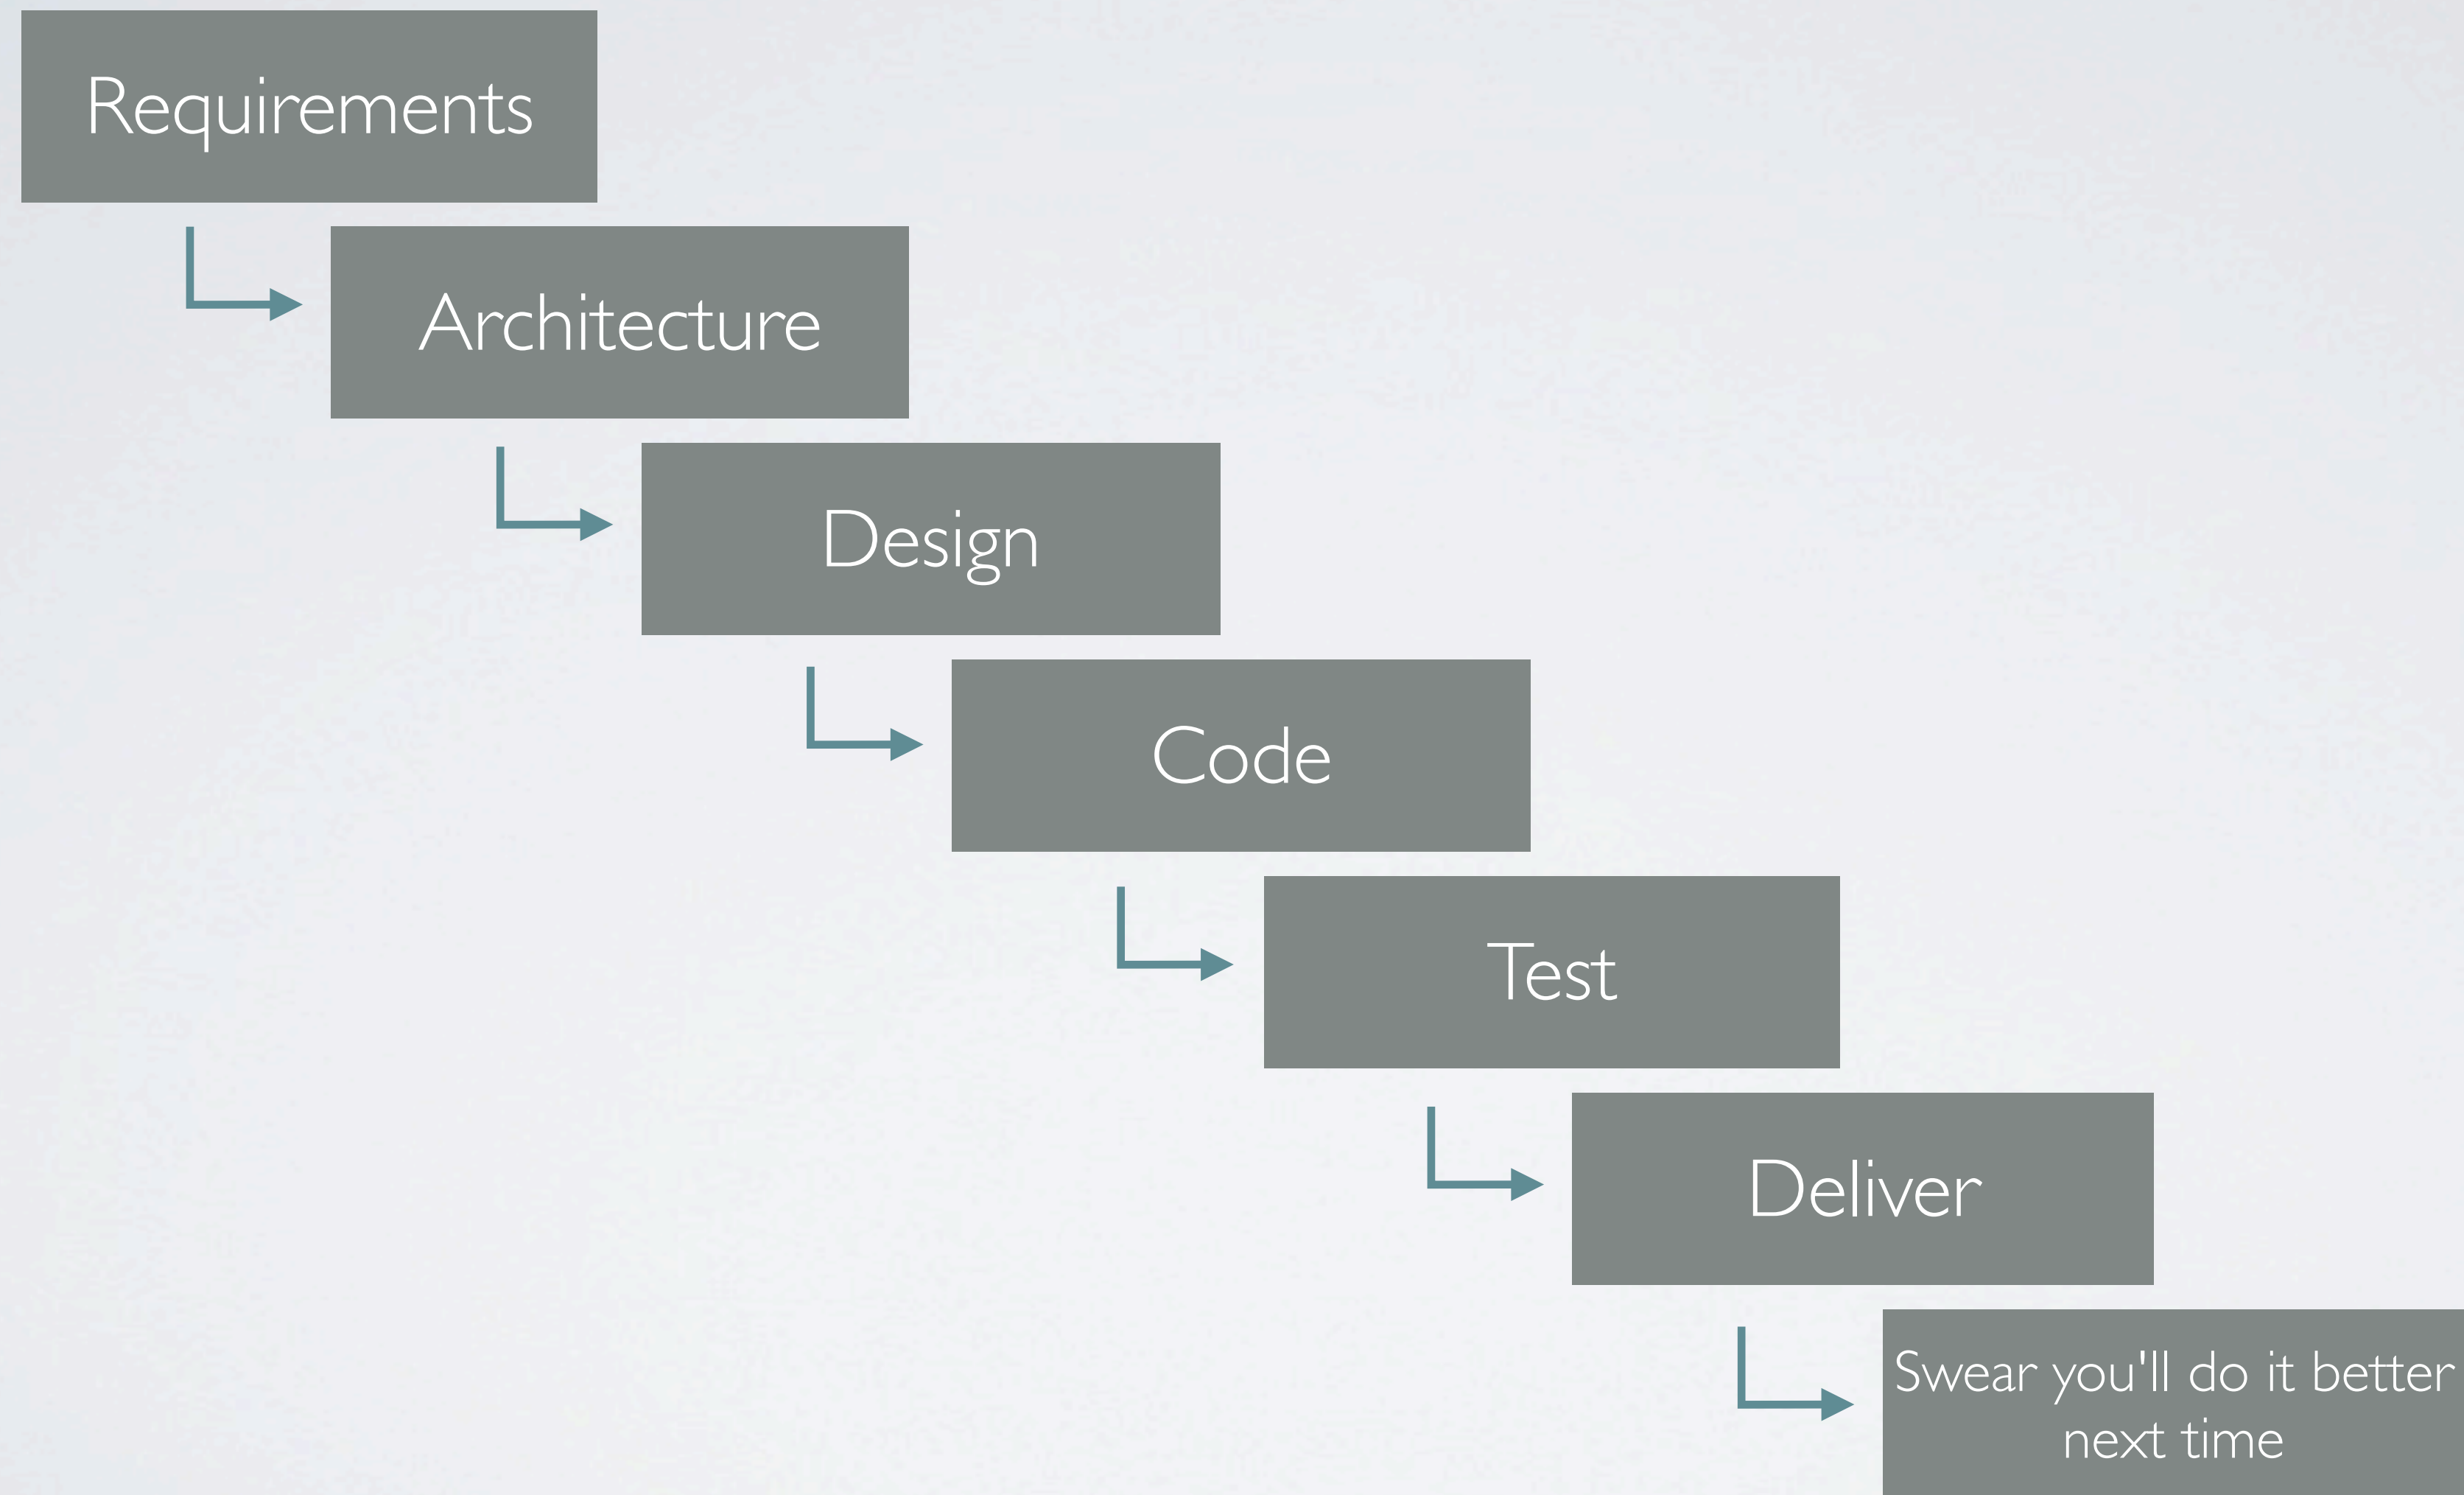 Requirements
Architecture
Design
Code
Test
Deliver
Swear you'll do it better
next time